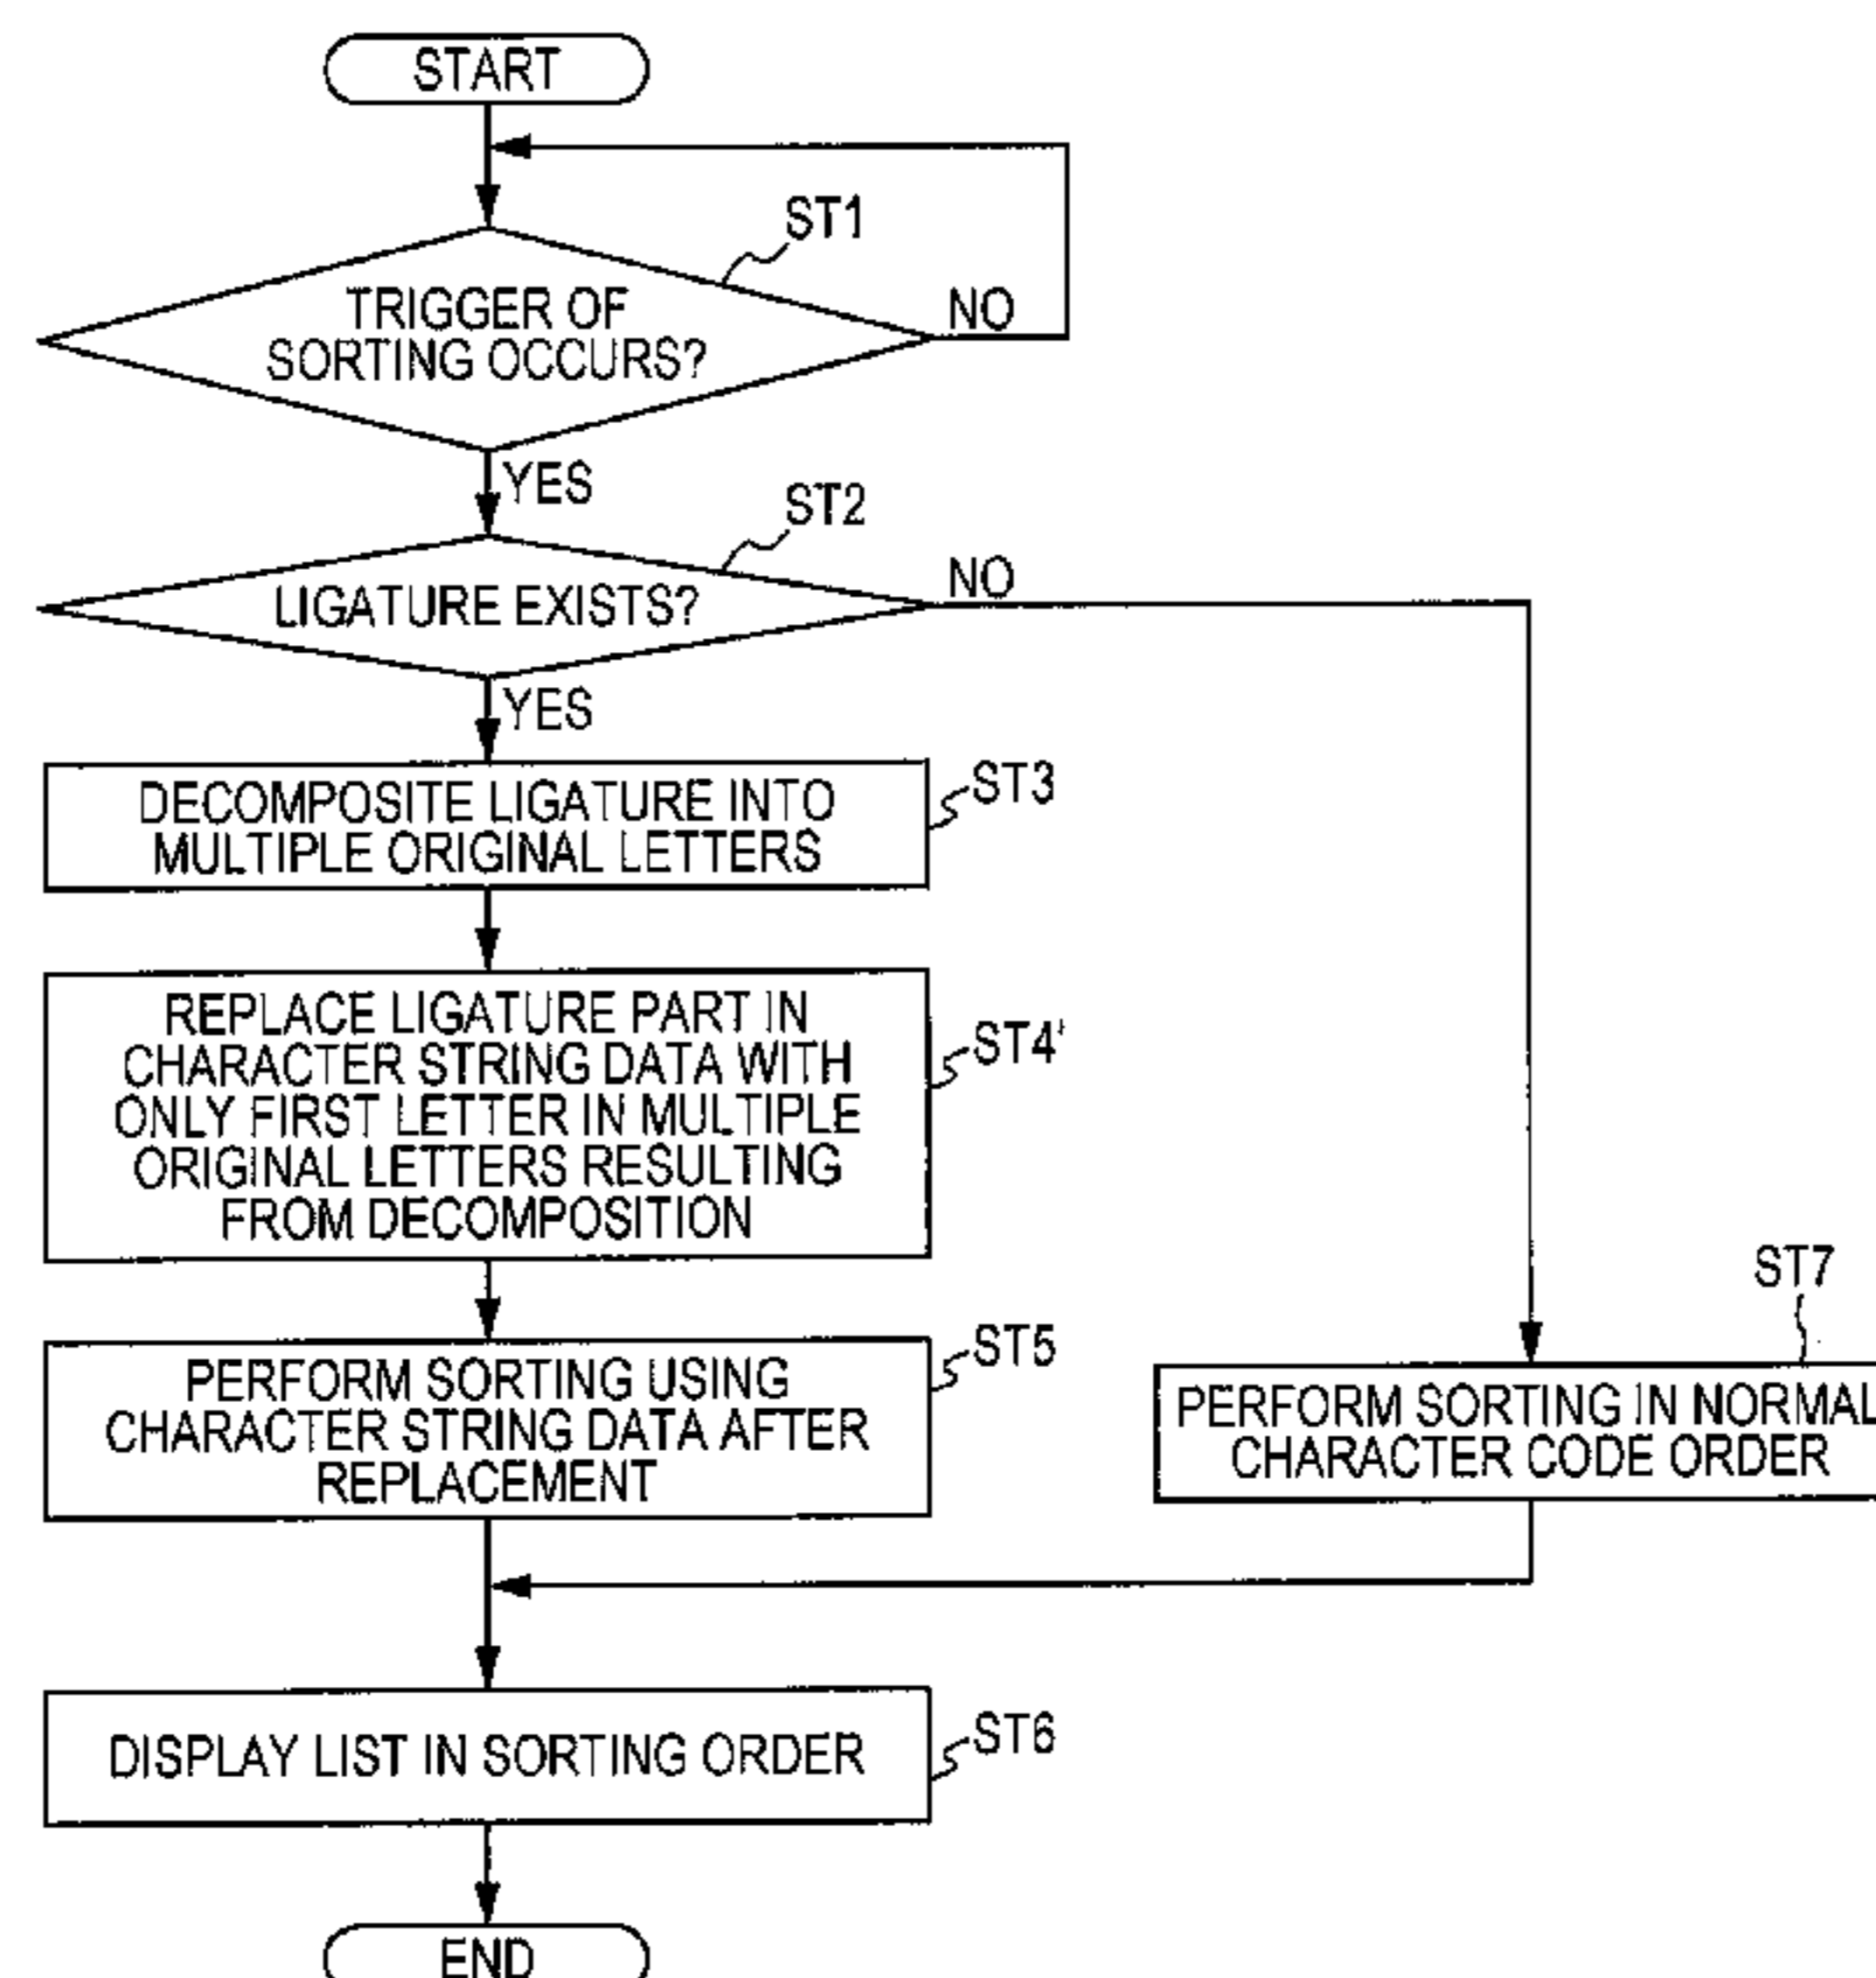 START
ST1
TRIGGER OF
SORTING OCCURS?
NO
YES
ST2
LIGATURE EXISTS?
NO
YES
ST3
DECOMPOSITE LIGATURE INTO
MULTIPLE ORIGINAL LETTERS
REPLACE LIGATURE PART IN
CHARACTER STRING DATA WITH
ONLY FIRST LETTER IN MULTIPLE
ORIGINAL LETTERS RESULTING
FROM DECOMPOSITION
ST4'
ST7
PERFORM SORTING USING
CHARACTER STRING DATA AFTER
REPLACEMENT
ST5
PERFORM SORTING IN NORMAL
CHARACTER CODE ORDER
DISPLAY LIST IN SORTING ORDER
ST6
END